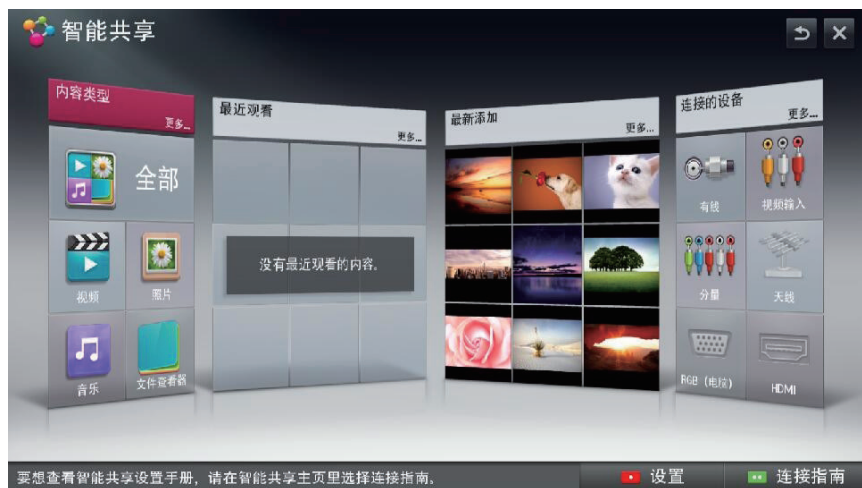 智能共享
内容类型
更多...
全部
视频
照片
音乐
文件查看器
最近观看
更多...
没有最近观看的内容。
最新添加
更多...
连接的设备
更多...
有线
视频输入
分量
天线
RGB (电脑)
HDMI
要想查看智能共享设置手册, 请在智能共享主页里选择连接指南。
设置
连接指南